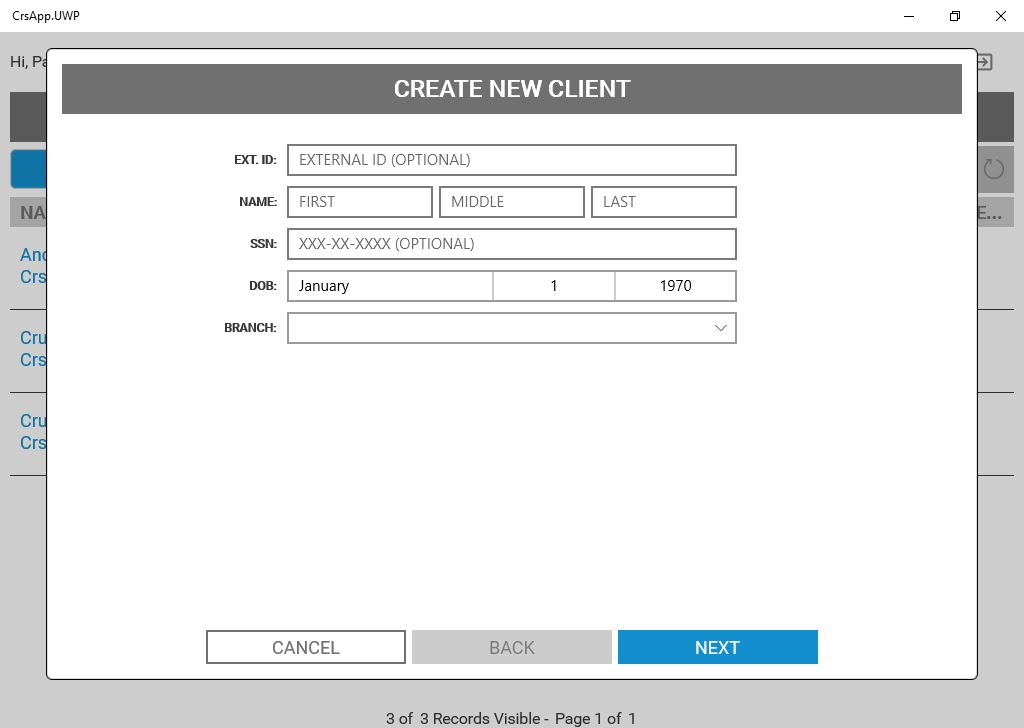 CrsApp.UWP
Hi, Pa
CREATE NEW CLIENT
EXT. ID: EXTERNAL ID (OPTIONAL)
NAME: FIRST MIDDLE LAST
SSN: XXX-XX-XXXX (OPTIONAL)
DOB: January 1 1970
BRANCH:
NA E...
And
Crs
Cru
Crs
Cru
Crs
CANCEL BACK NEXT
3 of 3 Records Visible - Page 1 of 1